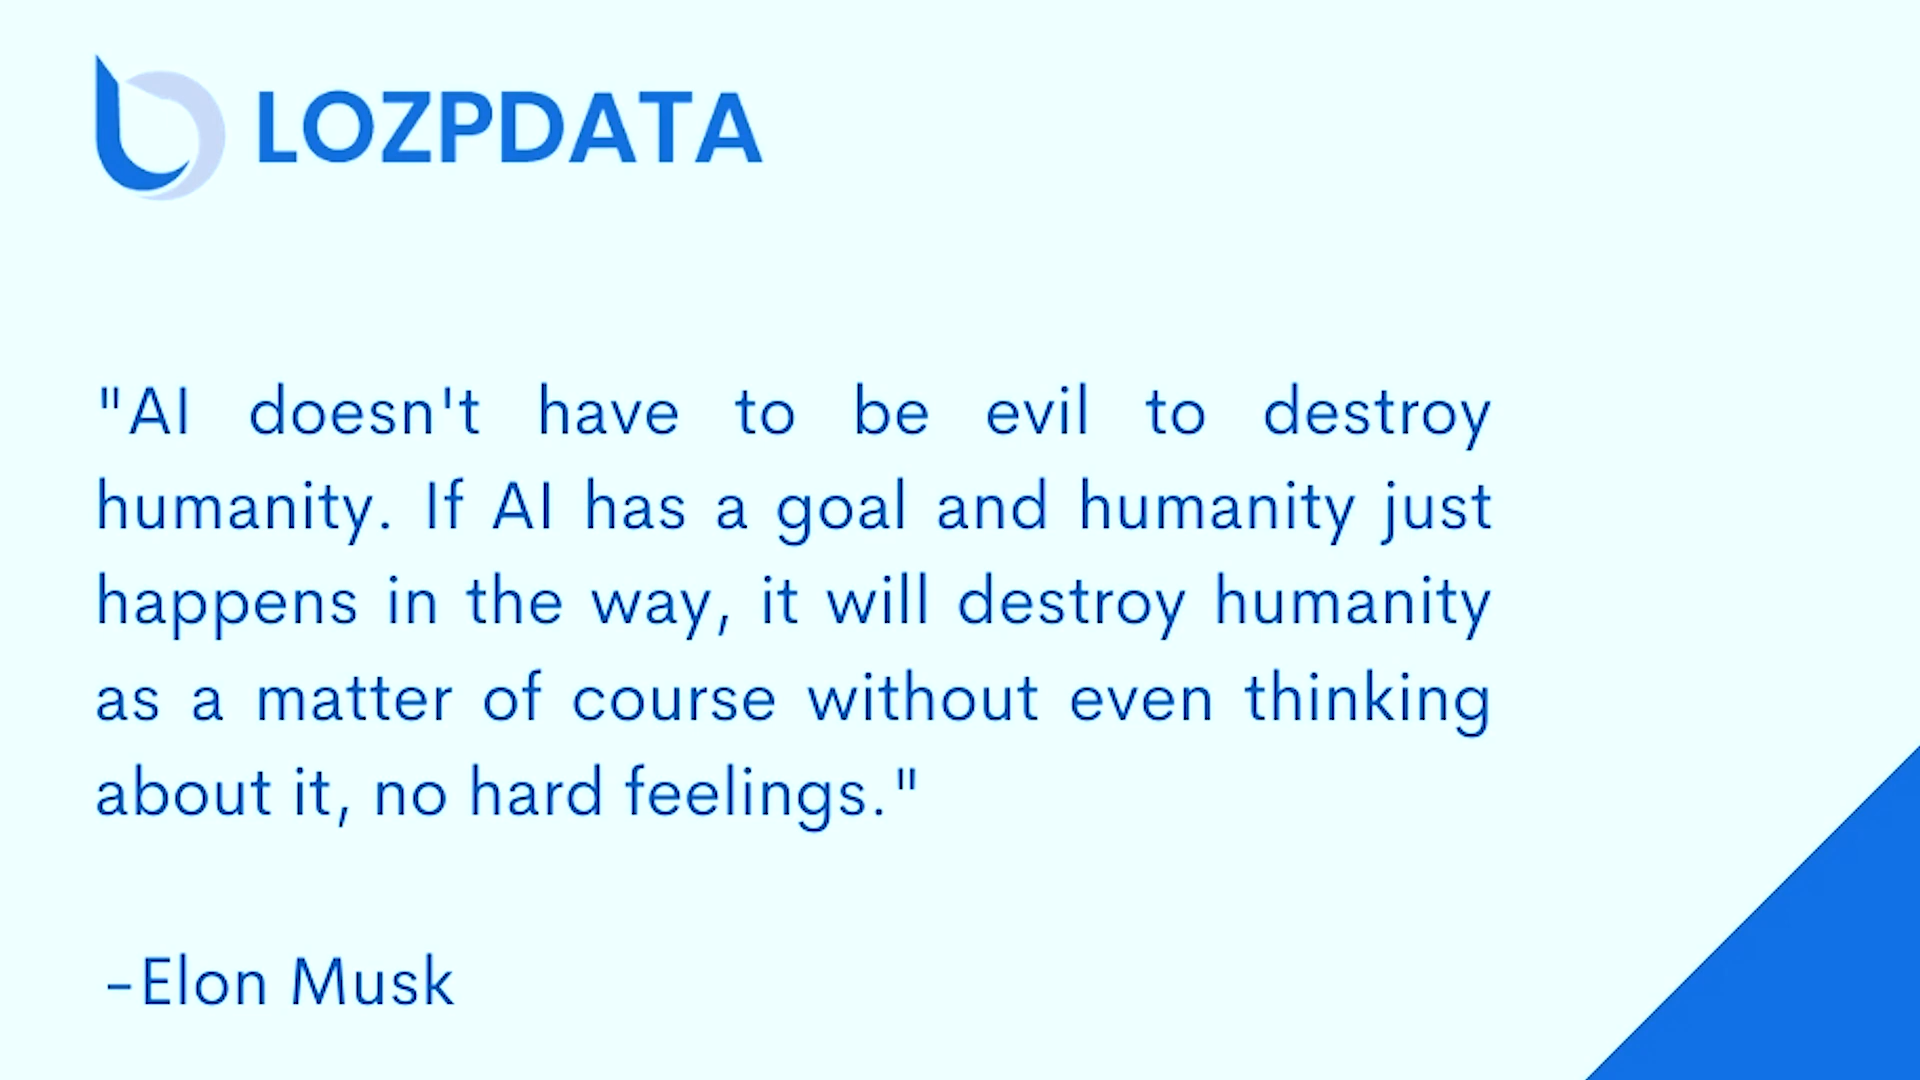 LOZPDATA
"AI doesn't have to be evil to destroy
humanity. If AI has a goal and humanity just
happens in the way, it will destroy humanity
as a matter of course without even thinking
about it, no hard feelings."
-Elon Musk